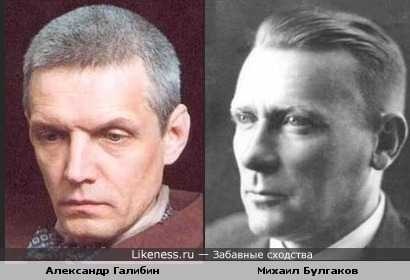 Likeness.ru — Забавные сходства
Александр Галибин
Михаил Булгаков